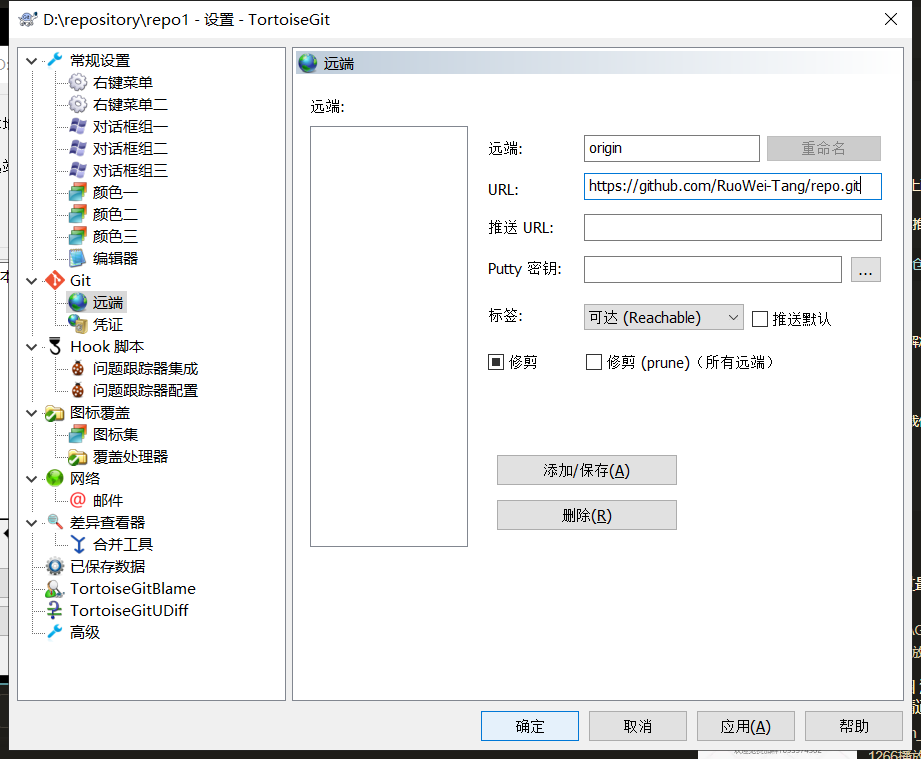 D:\repository\repo1 - 设置 - TortoiseGit
常规设置
右键菜单
右键菜单二
对话框组一
对话框组二
对话框组三
颜色一
颜色二
颜色三
编辑器
Git
远端
凭证
Hook 脚本
问题跟踪器集成
问题跟踪器配置
图标覆盖
图标集
覆盖处理器
网络
@ 邮件
差异查看器
合并工具
已保存数据
TortoiseGitBlame
TortoiseGitUDiff
高级
远端
远端:
远端: origin 重命名
URL: https://github.com/RuoWei-Tang/repo.git
推送 URL:
Putty 密钥: ...
标签: 可达 (Reachable) 推送默认
修剪 修剪 (prune)（所有远端）
添加/保存(A)
删除(R)
确定 取消 应用(A) 帮助